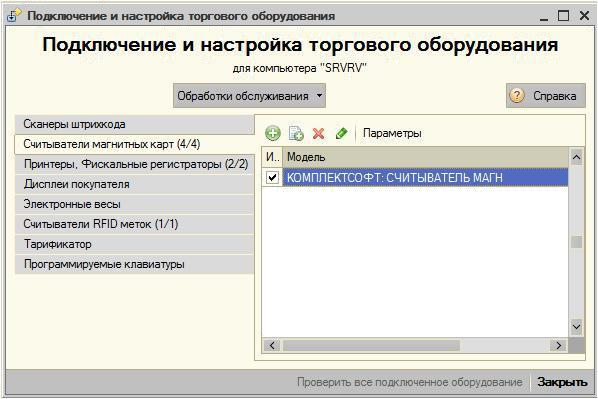 Подключение и настройка торгового оборудования
Подключение и настройка торгового оборудования
для компьютера "SRVRV"
Обработки обслуживания
Справка
Сканеры штрихкода
Считыватели магнитных карт (4/4)
Принтеры, Фискальные регистраторы (2/2)
Дисплеи покупателя
Электронные весы
Считыватели RFID меток (1/1)
Тарификатор
Программируемые клавиатуры
Параметры
И.. Модель
КОМПЛЕКТСОФТ: СЧИТЫВАТЕЛЬ МАГН
Проверить все подключенное оборудование Закрыть